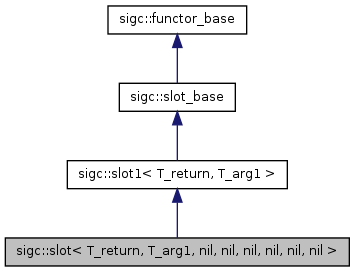 sigc::functor_base
sigc::slot_base
sigc::slot1< T_return, T_arg1 >
sigc::slot< T_return, T_arg1, nil, nil, nil, nil, nil, nil >